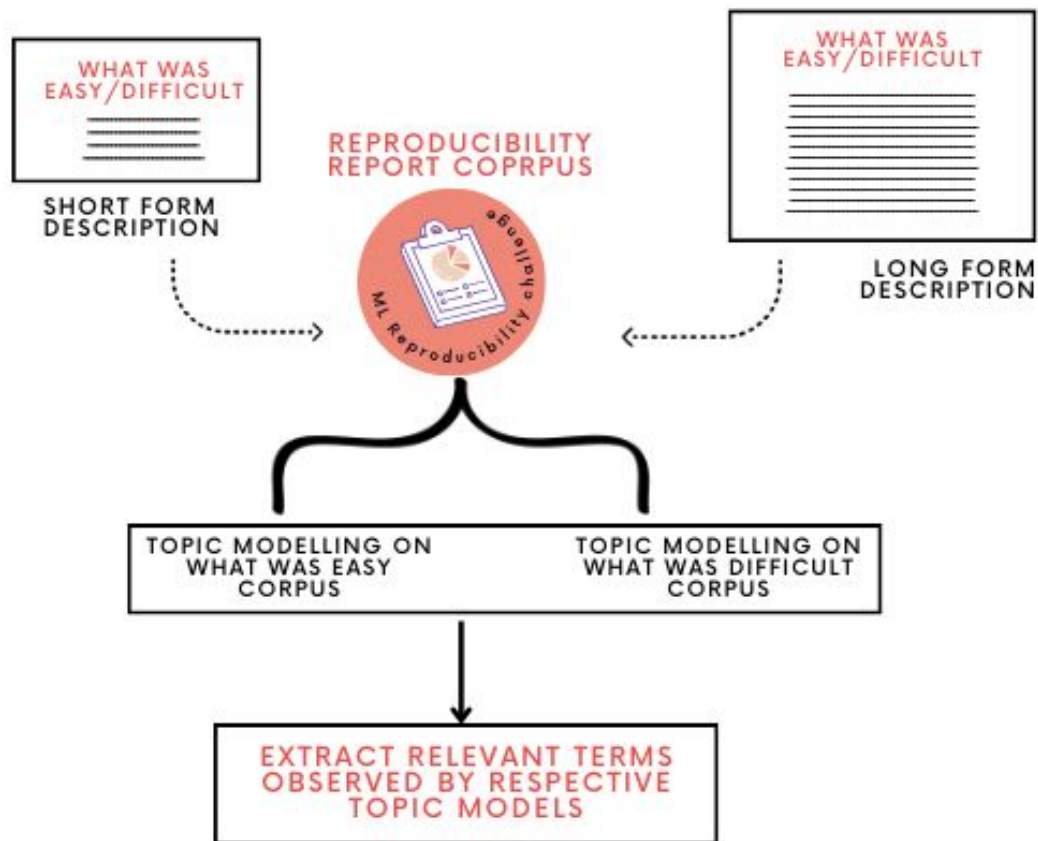 WHAT WAS
EASY/DIFFICULT
SHORT FORM
DESCRIPTION
REPRODUCIBILITY
REPORT COPRPUS
ML Reproducibility challenge
WHAT WAS
EASY/DIFFICULT
LONG FORM
DESCRIPTION
TOPIC MODELLING ON
WHAT WAS EASY
CORPUS
TOPIC MODELLING ON
WHAT WAS DIFFICULT
CORPUS
EXTRACT RELEVANT TERMS
OBSERVED BY RESPECTIVE
TOPIC MODELS